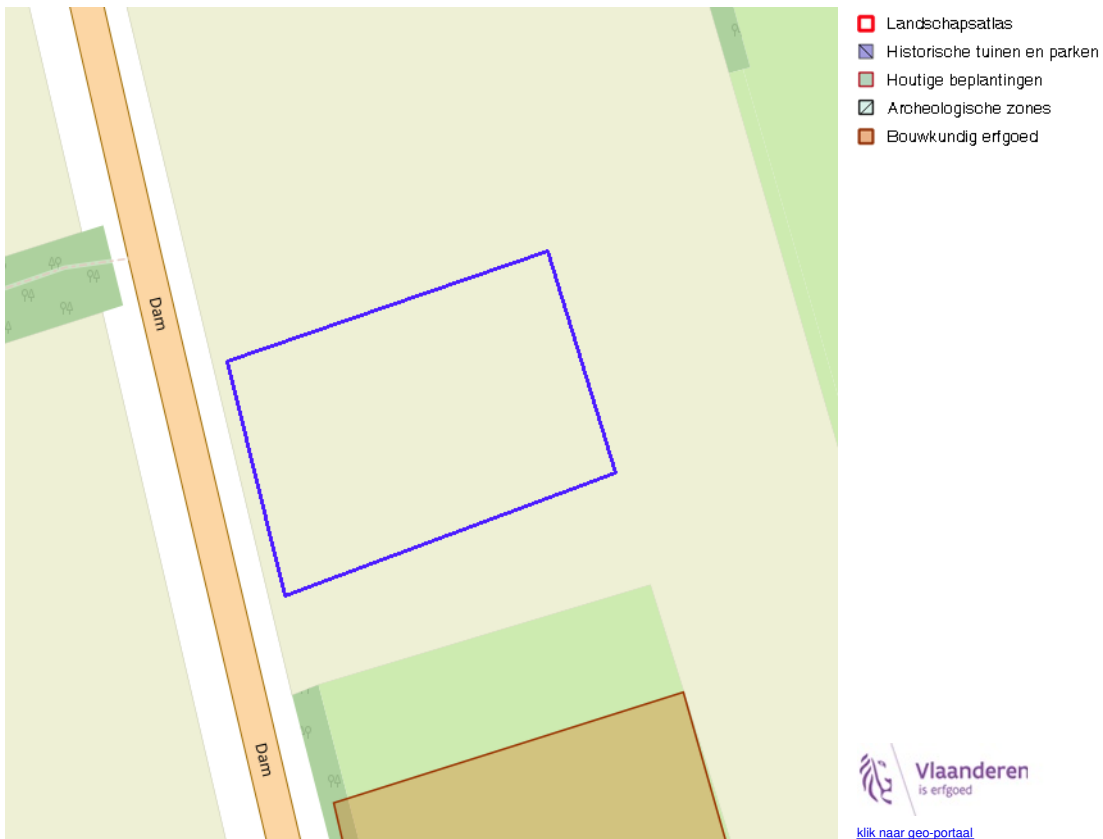 Dam
Dam
Landschapsatlas
Historische tuinen en parken
Houtige beplantingen
Archeologische zones
Bouwkundig erfgoed
Vlaanderen
is erfgoed
klik naar geo-portaal